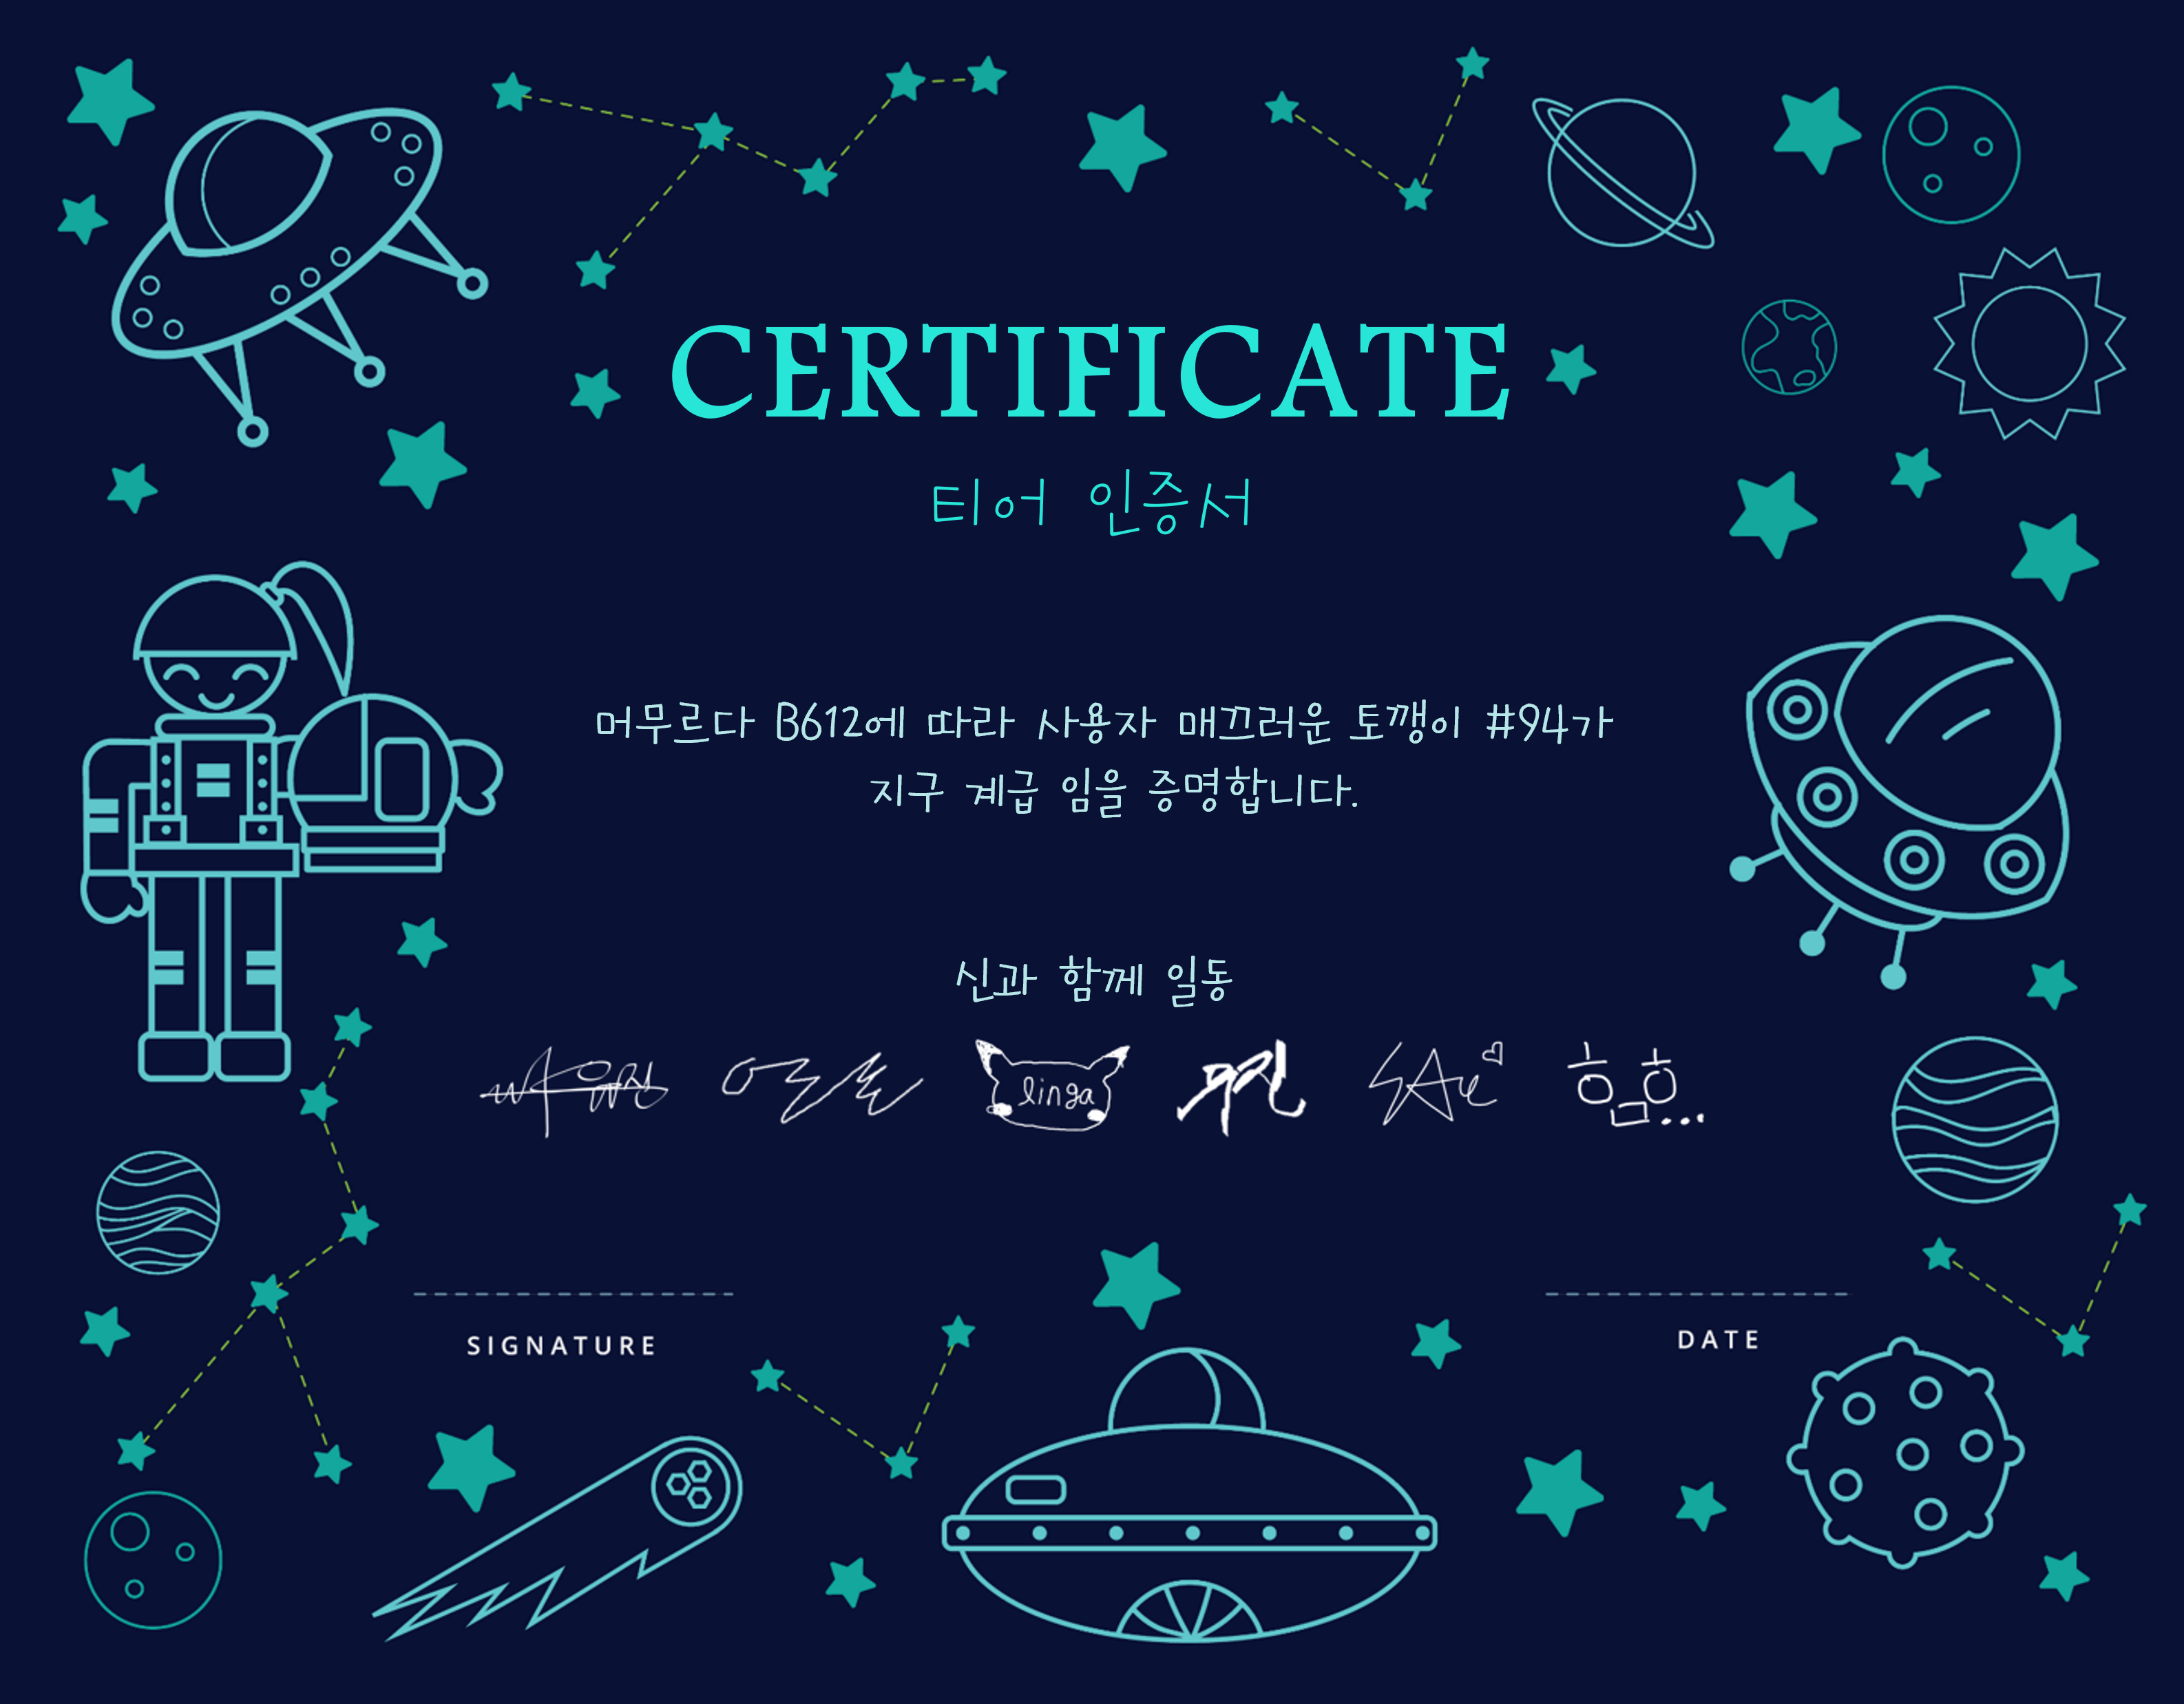 CERTIFICATE
티어 인증서
머무르다 B612에 따라 사용자 매끄러운 토깽이 #94가
지구 계급 임을 증명합니다.
신과 함께 일동
linga
흠흠...
SIGNATURE
DATE